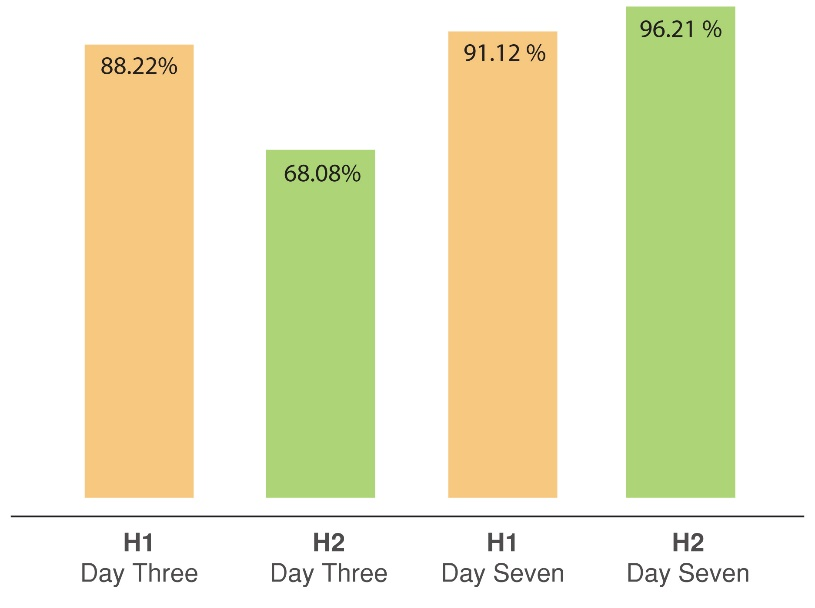 88.22%
68.08%
91.12 %
96.21 %
H1
Day Three
H2
Day Three
H1
Day Seven
H2
Day Seven